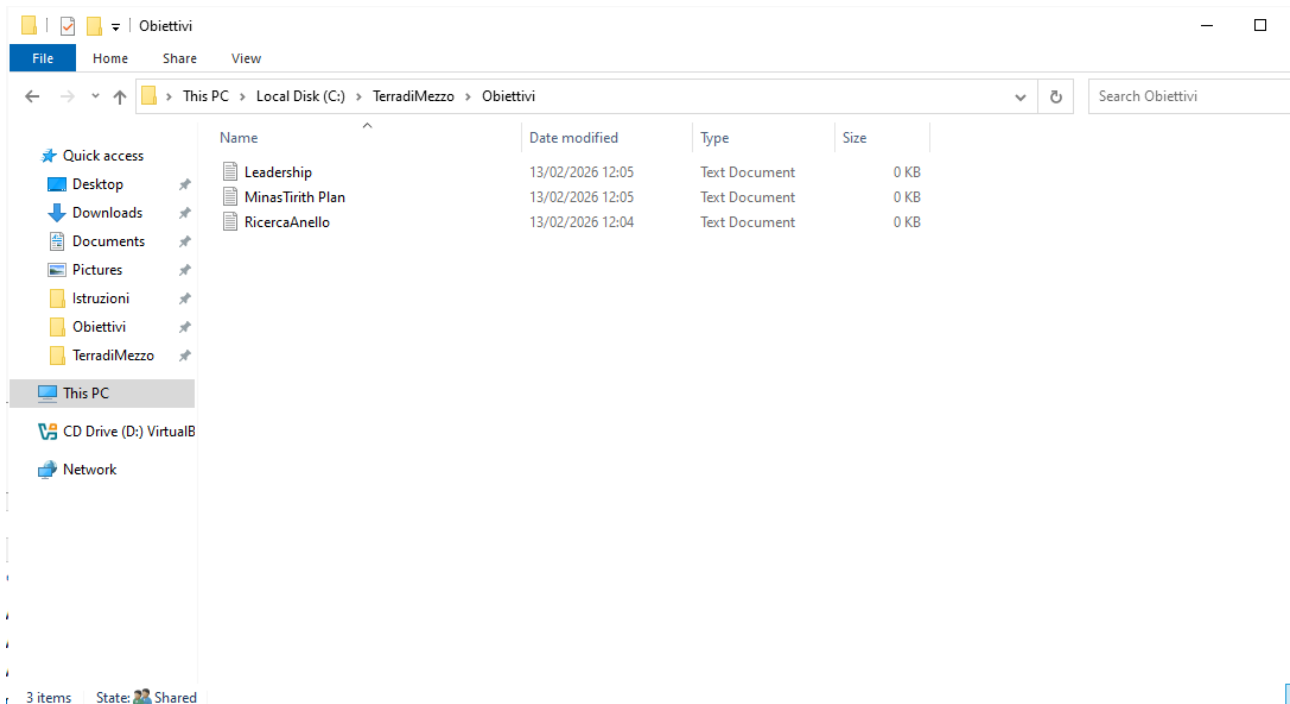 Obiettivi
File Home Share View
This PC > Local Disk (C:) > TerradiMezzo > Obiettivi
Search Obiettivi
Name Date modified Type Size
Quick access
Desktop
Downloads
Documents
Pictures
Istruzioni
Obiettivi
TerradiMezzo
This PC
CD Drive (D:) VirtualB
Network
Leadership 13/02/2026 12:05 Text Document 0 KB
MinasTirith Plan 13/02/2026 12:05 Text Document 0 KB
RicercaAnello 13/02/2026 12:04 Text Document 0 KB
3 items State: Shared